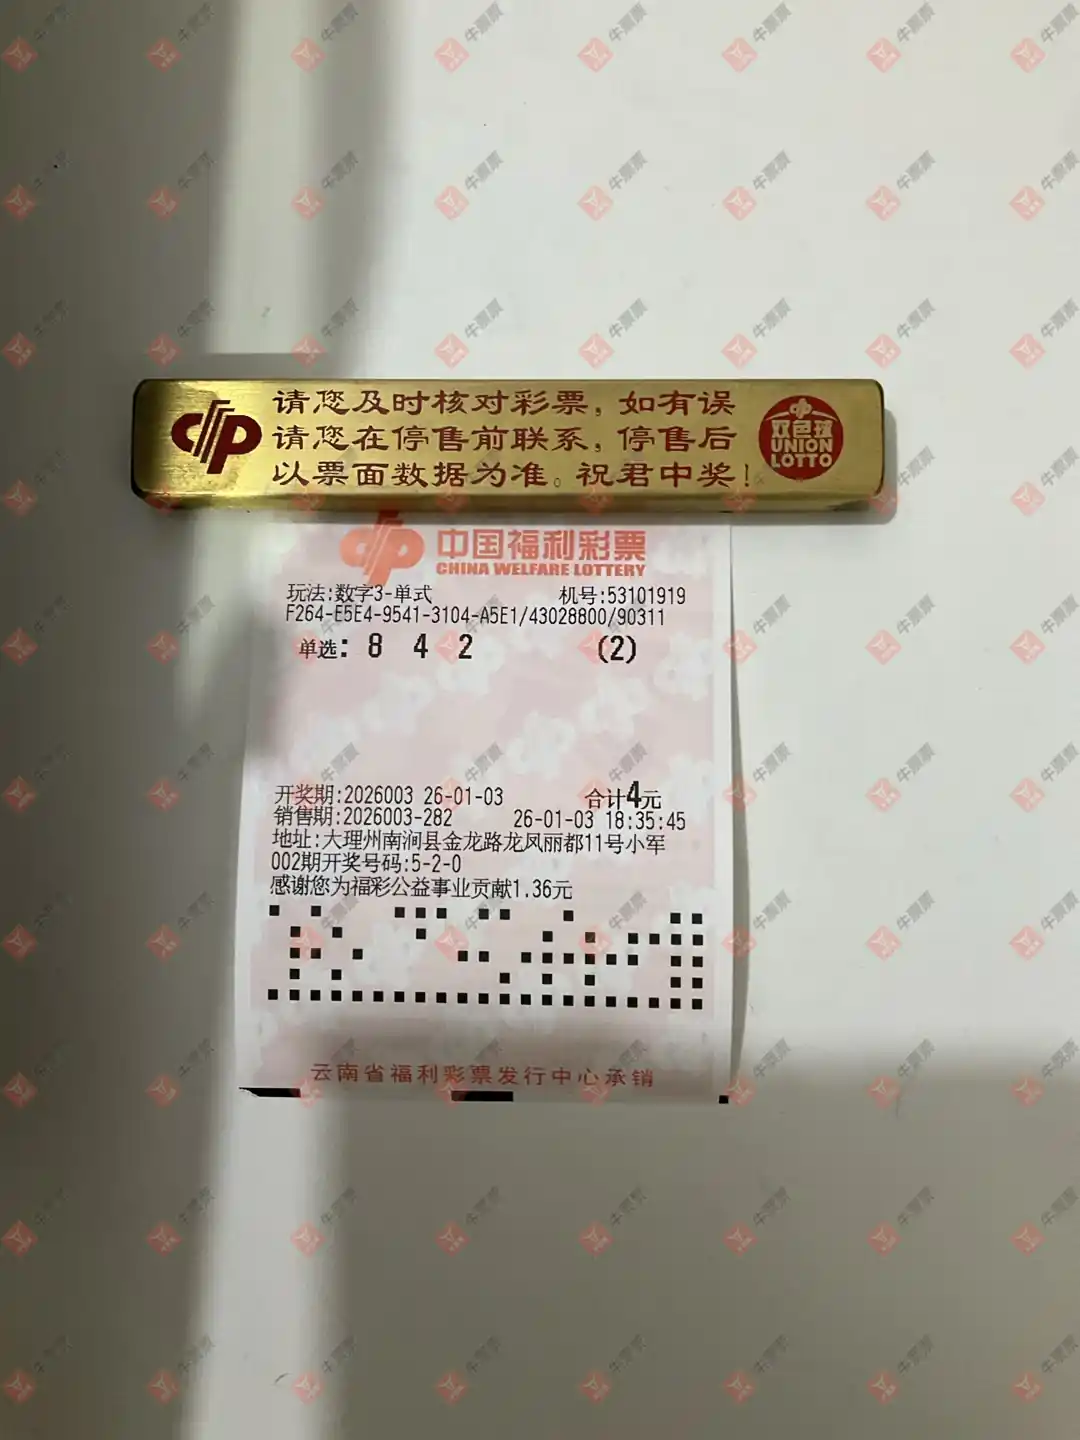 请您及时核对彩票，如有误
请您在停售前联系，停售后
以票面数据为准。祝君中奖！
双色球
UNION
LOTTO
中国福利彩票
CHINA WELFARE LOTTERY
玩法:数字3-单式 机号:53101919
F264-E5E4-9541-3104-A5E1/43028800/90311
单选: 8 4 2 (2)
开奖期:2026003 26-01-03 合计4元
销售期:2026003-282 26-01-03 18:35:45
地址:大理州南涧县金龙路龙凤丽都11号小军
002期开奖号码:5-2-0
感谢您为福彩公益事业贡献1.36元
云南省福利彩票发行中心承销
牛票票